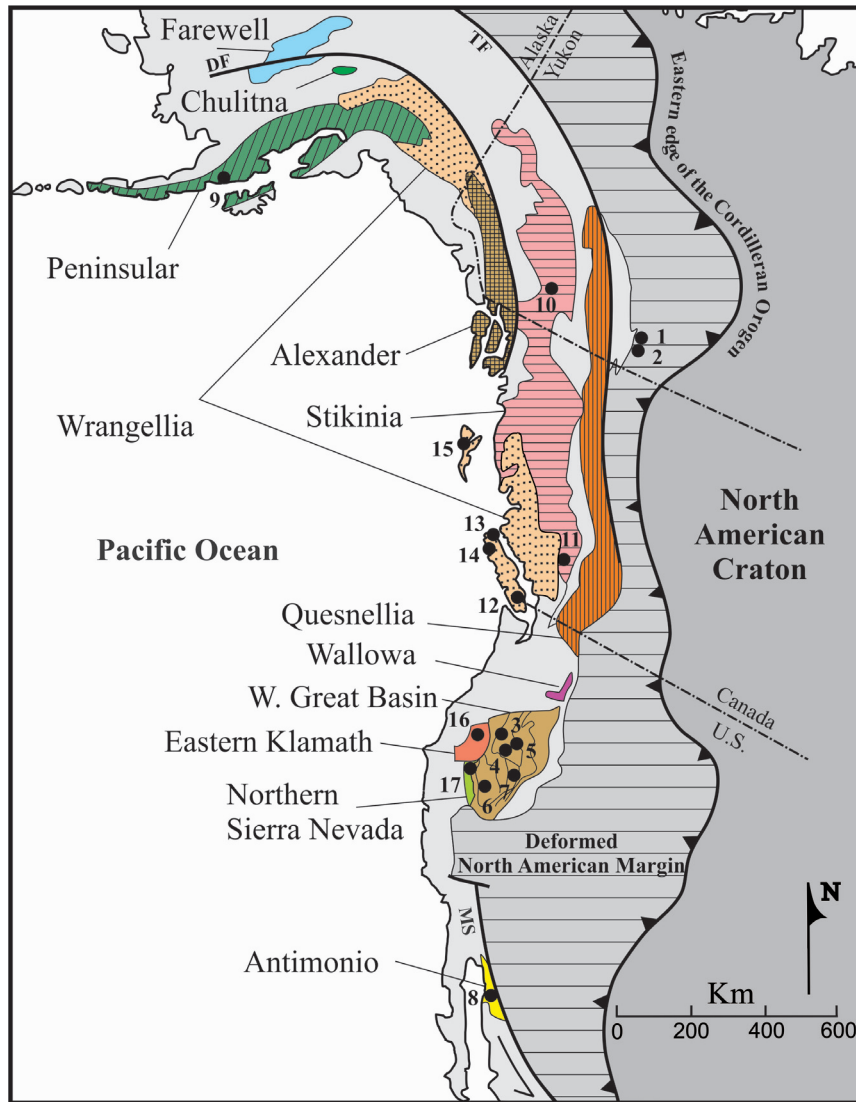 Farewell
DF
TF
Alaska
Yukon
Chulitna
Eastern edge of the Cordilleran Orogen
9
Peninsular
10
1
2
Alexander
Stikinia
Wrangellia
15
North
American
Craton
13
Pacific Ocean
14
11
12
Quesnellia
Wallowa
W. Great Basin
Canada
U.S.
16
3
Eastern Klamath
5
4
17
7
6
Northern
Sierra Nevada
Deformed
North American Margin
N
MS
Antimonio
8
Km
0 200 400 600